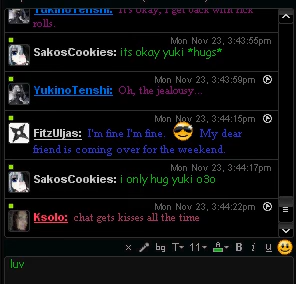 YukinoTenshi: It's okay, I get back with rick
rolls.
Mon Nov 23, 3:43:55pm
SakosCookies: its okay yuki *hugs*
Mon Nov 23, 3:43:59pm
YukinoTenshi: Oh, the jealousy...
Mon Nov 23, 3:44:15pm
FitzUljas: I'm fine I'm fine. My dear
friend is coming over for the weekend.
Mon Nov 23, 3:44:17pm
SakosCookies: i only hug yuki o3o
Mon Nov 23, 3:44:22pm
Ksolo: chat gets kisses all the time
bg T 11 A B i u
luv